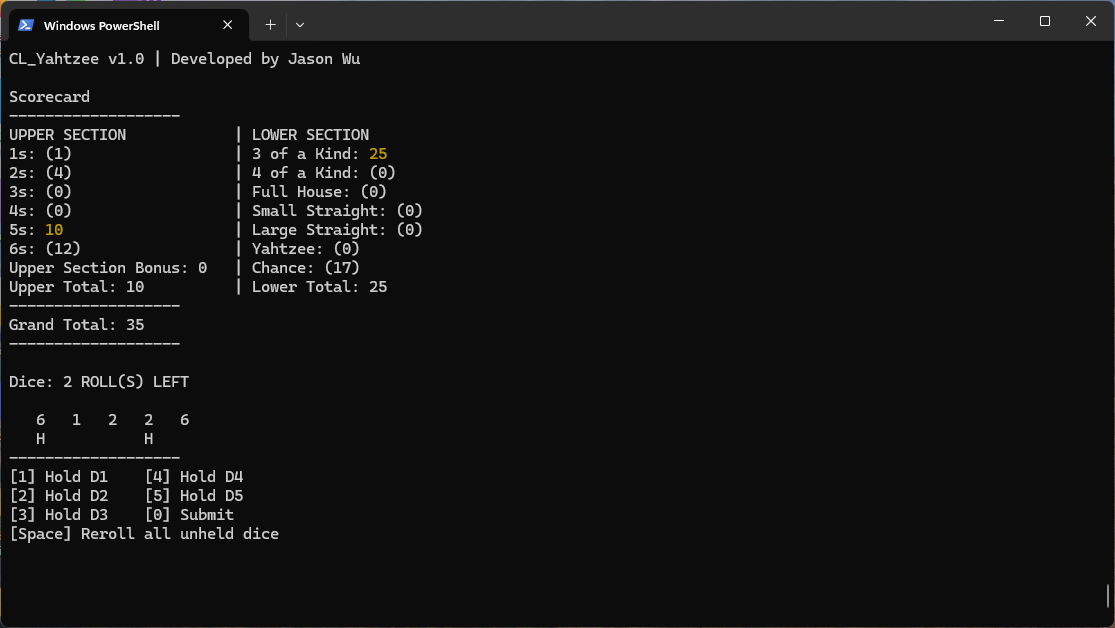 Windows PowerShell
CL_Yahtzee v1.0 | Developed by Jason Wu
Scorecard
-------------------
UPPER SECTION            | LOWER SECTION
1s: (1)                  | 3 of a Kind: 25
2s: (4)                  | 4 of a Kind: (0)
3s: (0)                  | Full House: (0)
4s: (0)                  | Small Straight: (0)
5s: 10                   | Large Straight: (0)
6s: (12)                 | Yahtzee: (0)
Upper Section Bonus: 0   | Chance: (17)
Upper Total: 10          | Lower Total: 25
-------------------
Grand Total: 35
-------------------
Dice: 2 ROLL(S) LEFT
   6   1   2   2   6
   H           H
-------------------
[1] Hold D1    [4] Hold D4
[2] Hold D2    [5] Hold D5
[3] Hold D3    [0] Submit
[Space] Reroll all unheld dice